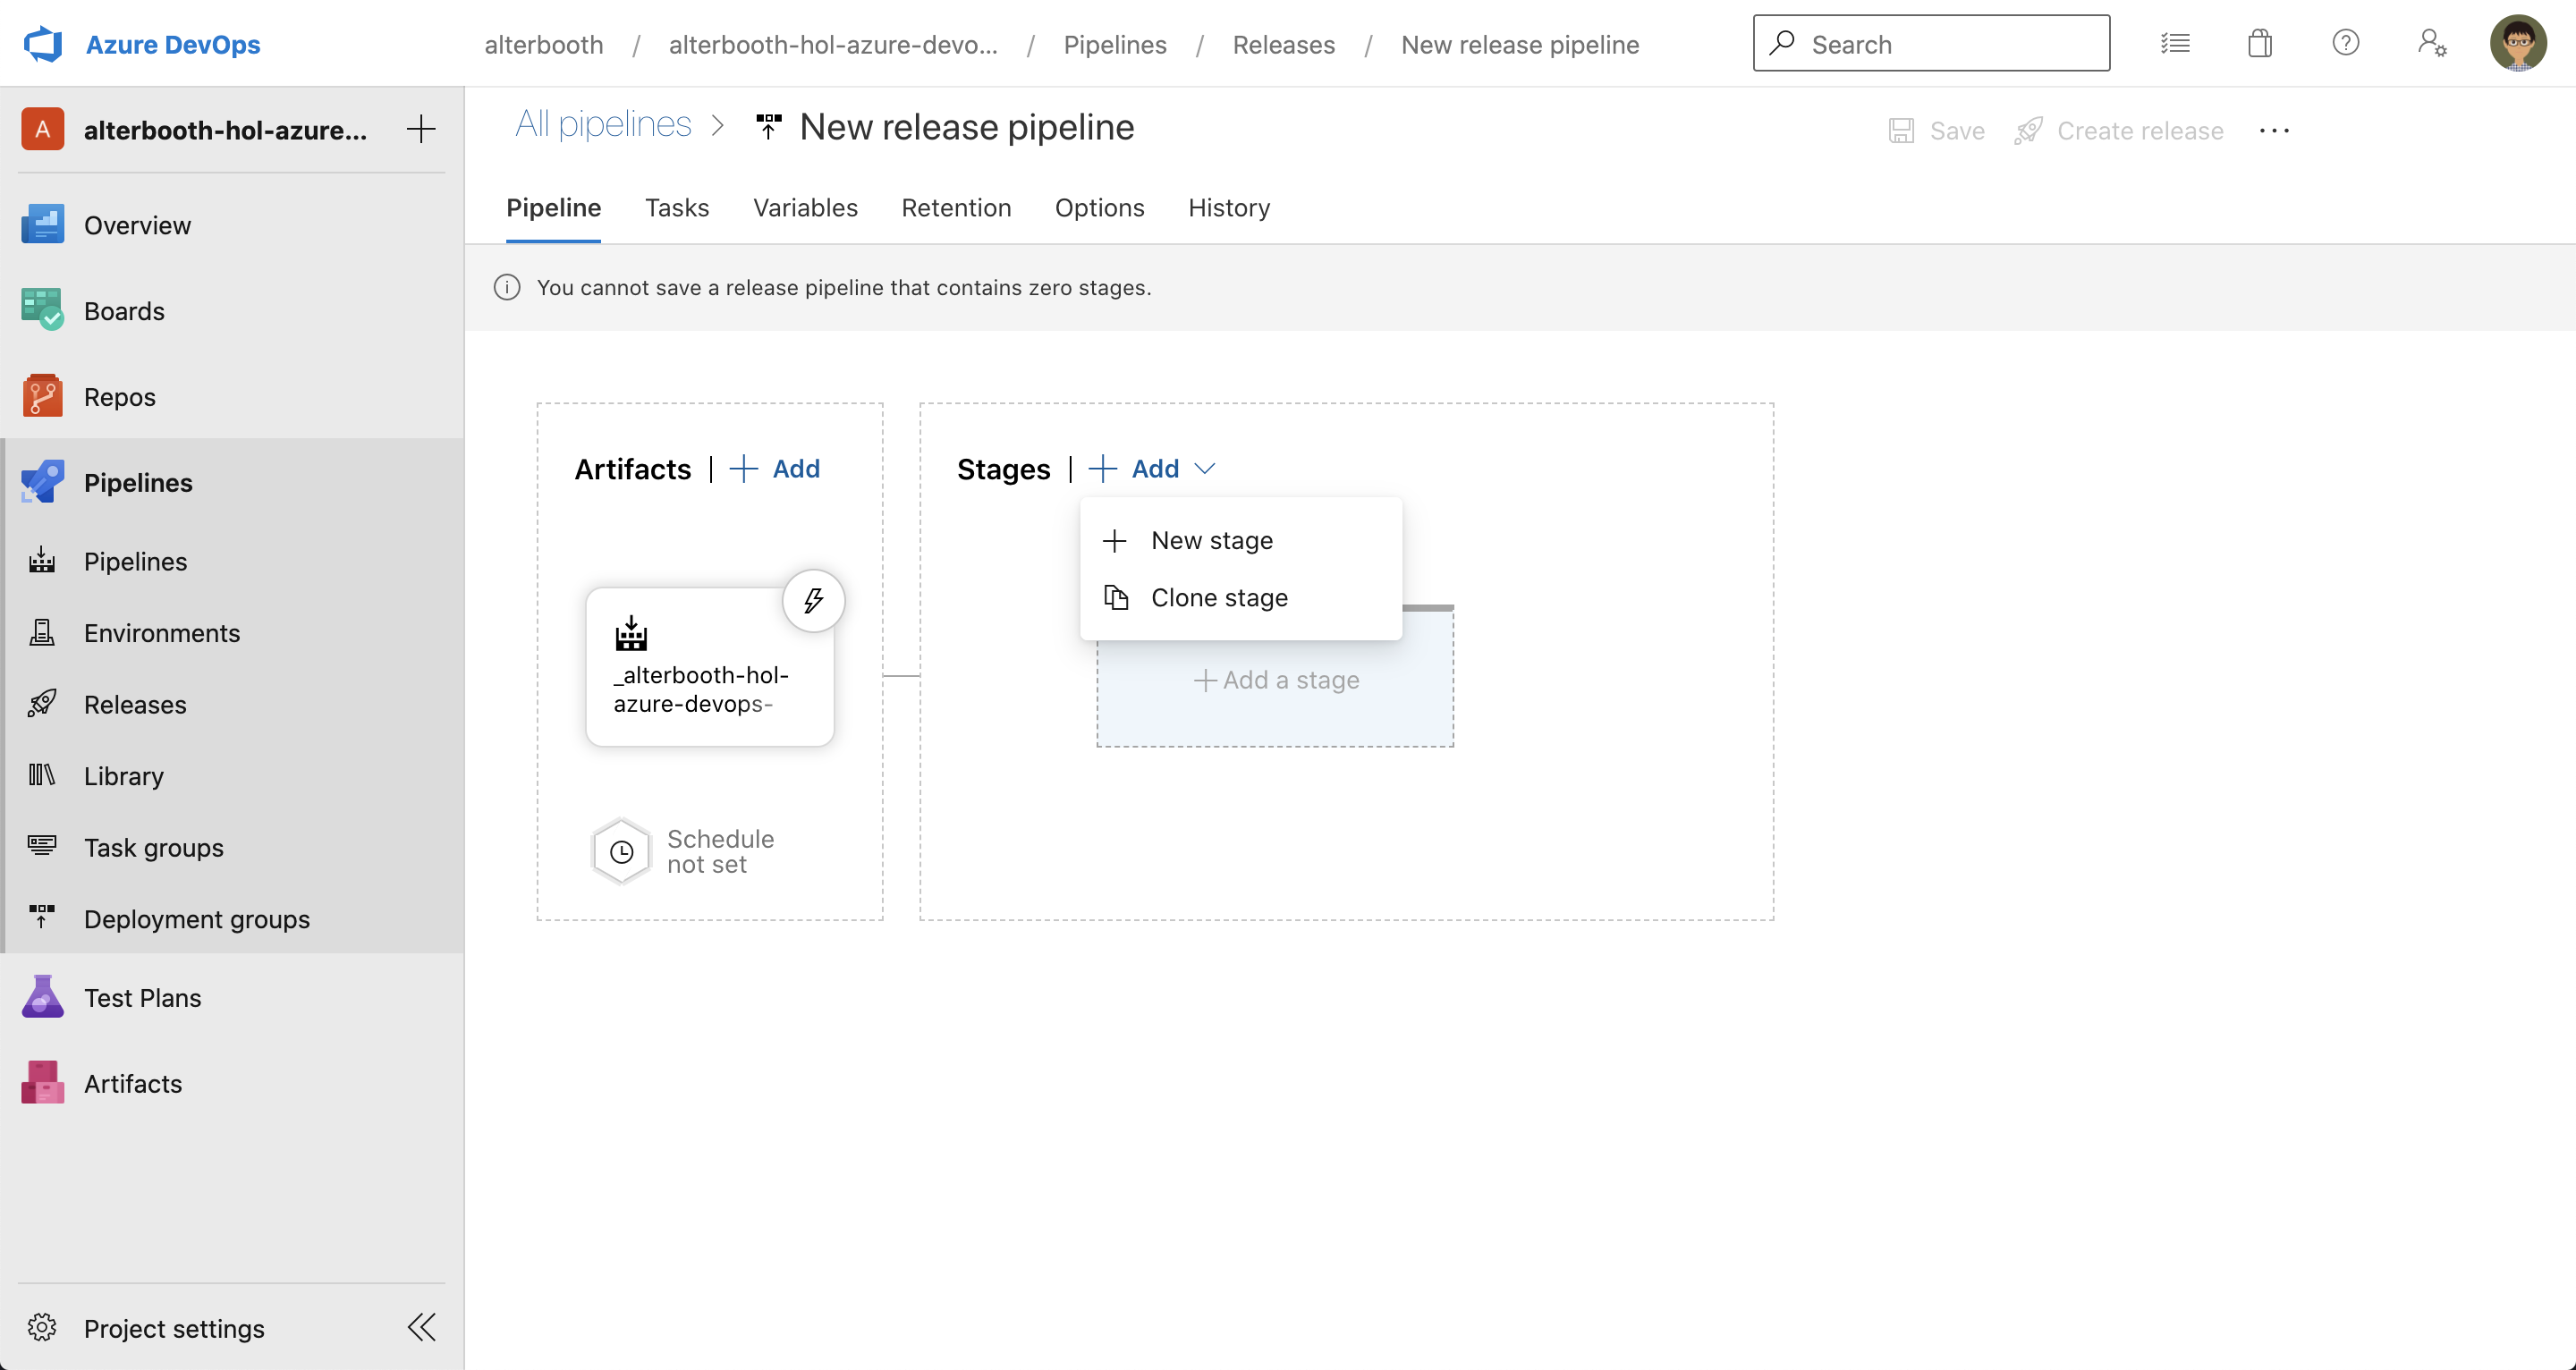 Azure DevOps
alterbooth / alterbooth-hol-azure-devo... / Pipelines / Releases / New release pipeline
Search
A alterbooth-hol-azure...
Overview
Boards
Repos
Pipelines
Pipelines
Environments
Releases
Library
Task groups
Deployment groups
Test Plans
Artifacts
Project settings
All pipelines > New release pipeline
Save Create release ...
Pipeline Tasks Variables Retention Options History
You cannot save a release pipeline that contains zero stages.
Artifacts | + Add
_alterbooth-hol-
azure-devops-
Schedule
not set
Stages | + Add
New stage
Clone stage
+ Add a stage